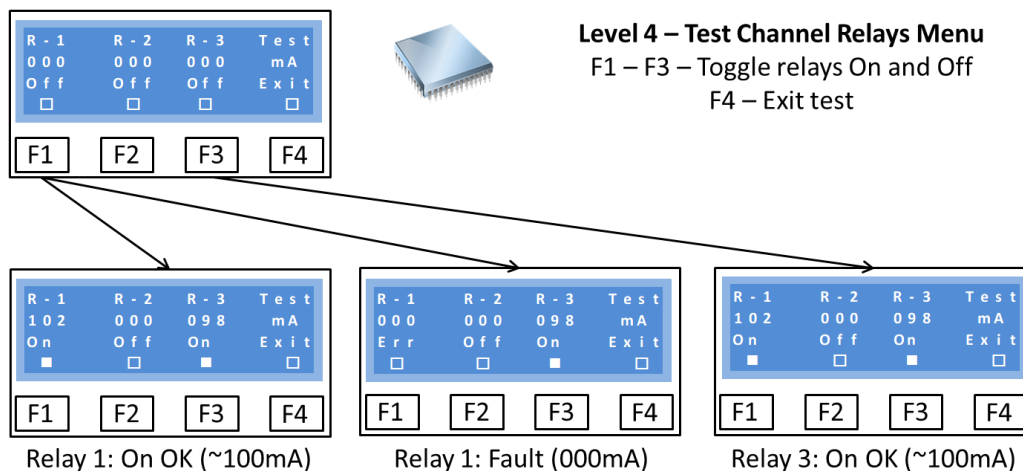 R-1 R-2 R-3 Test
000 000 000 mA
Off Off Off Exit
F1 F2 F3 F4
Level 4 – Test Channel Relays Menu
F1 – F3 – Toggle relays On and Off
F4 – Exit test
R-1 R-2 R-3 Test
102 000 098 mA
On Off On Exit
F1 F2 F3 F4
Relay 1: On OK (~100mA)
R-1 R-2 R-3 Test
000 000 098 mA
Err Off On Exit
F1 F2 F3 F4
Relay 1: Fault (000mA)
R-1 R-2 R-3 Test
102 000 098 mA
On Off On Exit
F1 F2 F3 F4
Relay 3: On OK (~100mA)